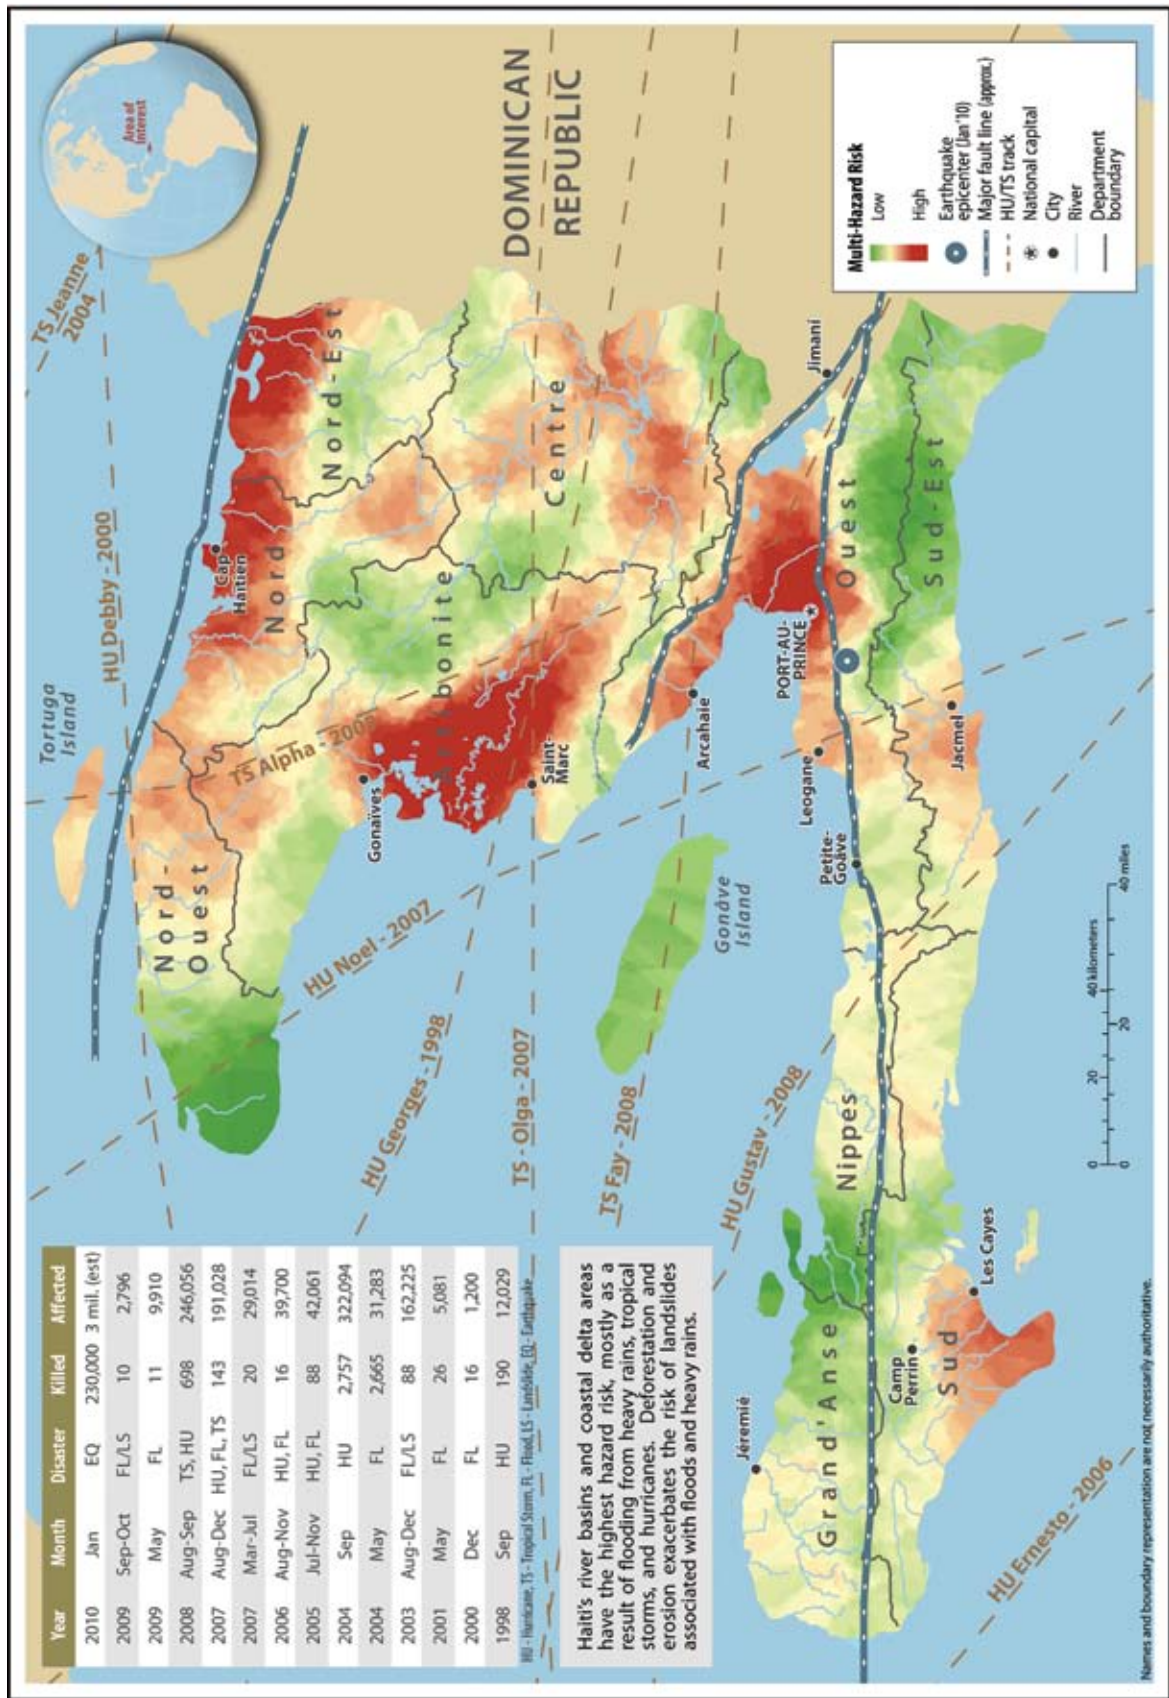 Year Month Disaster Killed Affected
2010 Jan EQ 230,000 3 mil. (est)
2009 Sep-Oct FL/LS 10 2,796
2009 May FL 11 9,910
2008 Aug-Sep TS, HU 698 246,056
2007 Aug-Dec HU, FL, TS 143 191,028
2007 Mar-Jul FL/LS 20 29,014
2006 Aug-Nov HU, FL 16 39,700
2005 Jul-Nov HU, FL 88 42,061
2004 Sep HU 2,757 322,094
2004 May FL 2,665 31,283
2003 Aug-Dec FL/LS 88 162,225
2001 May FL 26 5,081
2000 Dec FL 16 1,200
1998 Sep HU 190 12,029
HU - Hurricane, TS - Tropical Storm, FL - Flood, LS - Landslide, EQ - Earthquake
Haiti's river basins and coastal delta areas
have the highest hazard risk, mostly as a
result of flooding from heavy rains, tropical
storms, and hurricanes. Deforestation and
erosion exacerbates the risk of landslides
associated with floods and heavy rains.
Tortuga
Island
HU Debby - 2000
TS Jeanne
2004
Area of
Interest
Nord-
Ouest
TS Alpha - 2005
Cap
Haïtien
Nord
Nord-Est
HU Noel - 2007
Gonaïves
Artibonite
DOMINICAN
REPUBLIC
HU Georges - 1998
Centre
TS - Olga - 2007
Saint-
Marc
TS Fay - 2008
Gonâve
Island
Arcahaie
HU Gustav - 2008
PORT-AU-
PRINCE
Jimani
Leogane
Petite-
Goâve
Ouest
Jérémié
Nippes
Grand'Anse
Camp
Perrin
Sud
Les Cayes
Jacmel
Sud-Est
HU Ernesto - 2006
0 20 40 kilometers
0 20 40 miles
Multi-Hazard Risk
Low
High
Earthquake
epicenter (Jan '10)
Major fault line (approx.)
HU/TS track
National capital
City
River
Department
boundary
Names and boundary representation are not necessarily authoritative.